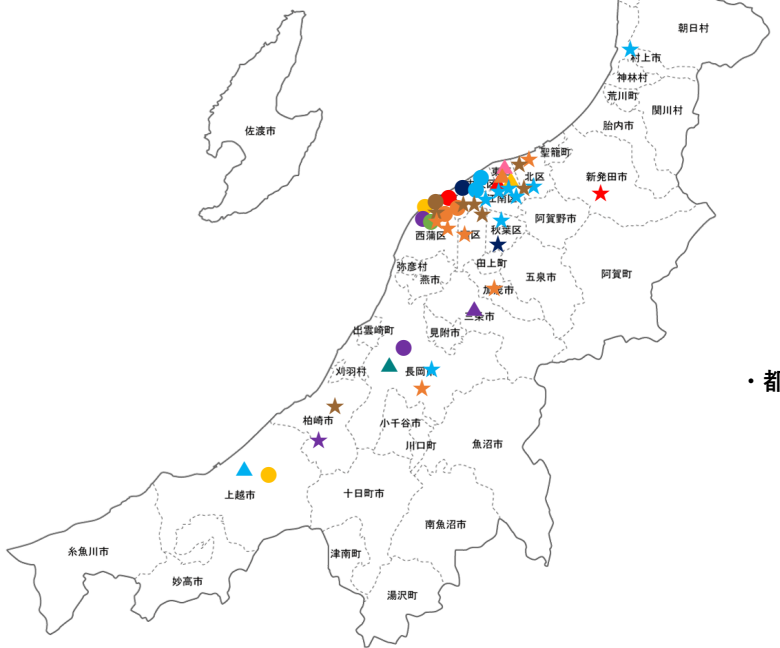 朝日村
村上市
神林村
荒川町
関川村
胎内市
佐渡市
聖籠町
新発田市
北区
江南区
阿賀野市
西蒲区
区
秋葉区
田上町
弥彦村
五泉市
阿賀町
燕市
加茂市
三条市
出雲崎町
見附市
刈羽村
長岡
・都
柏崎市
小千谷市
川口町
魚沼市
上越市
十日町市
南魚沼市
糸魚川市
津南町
妙高市
湯沢町